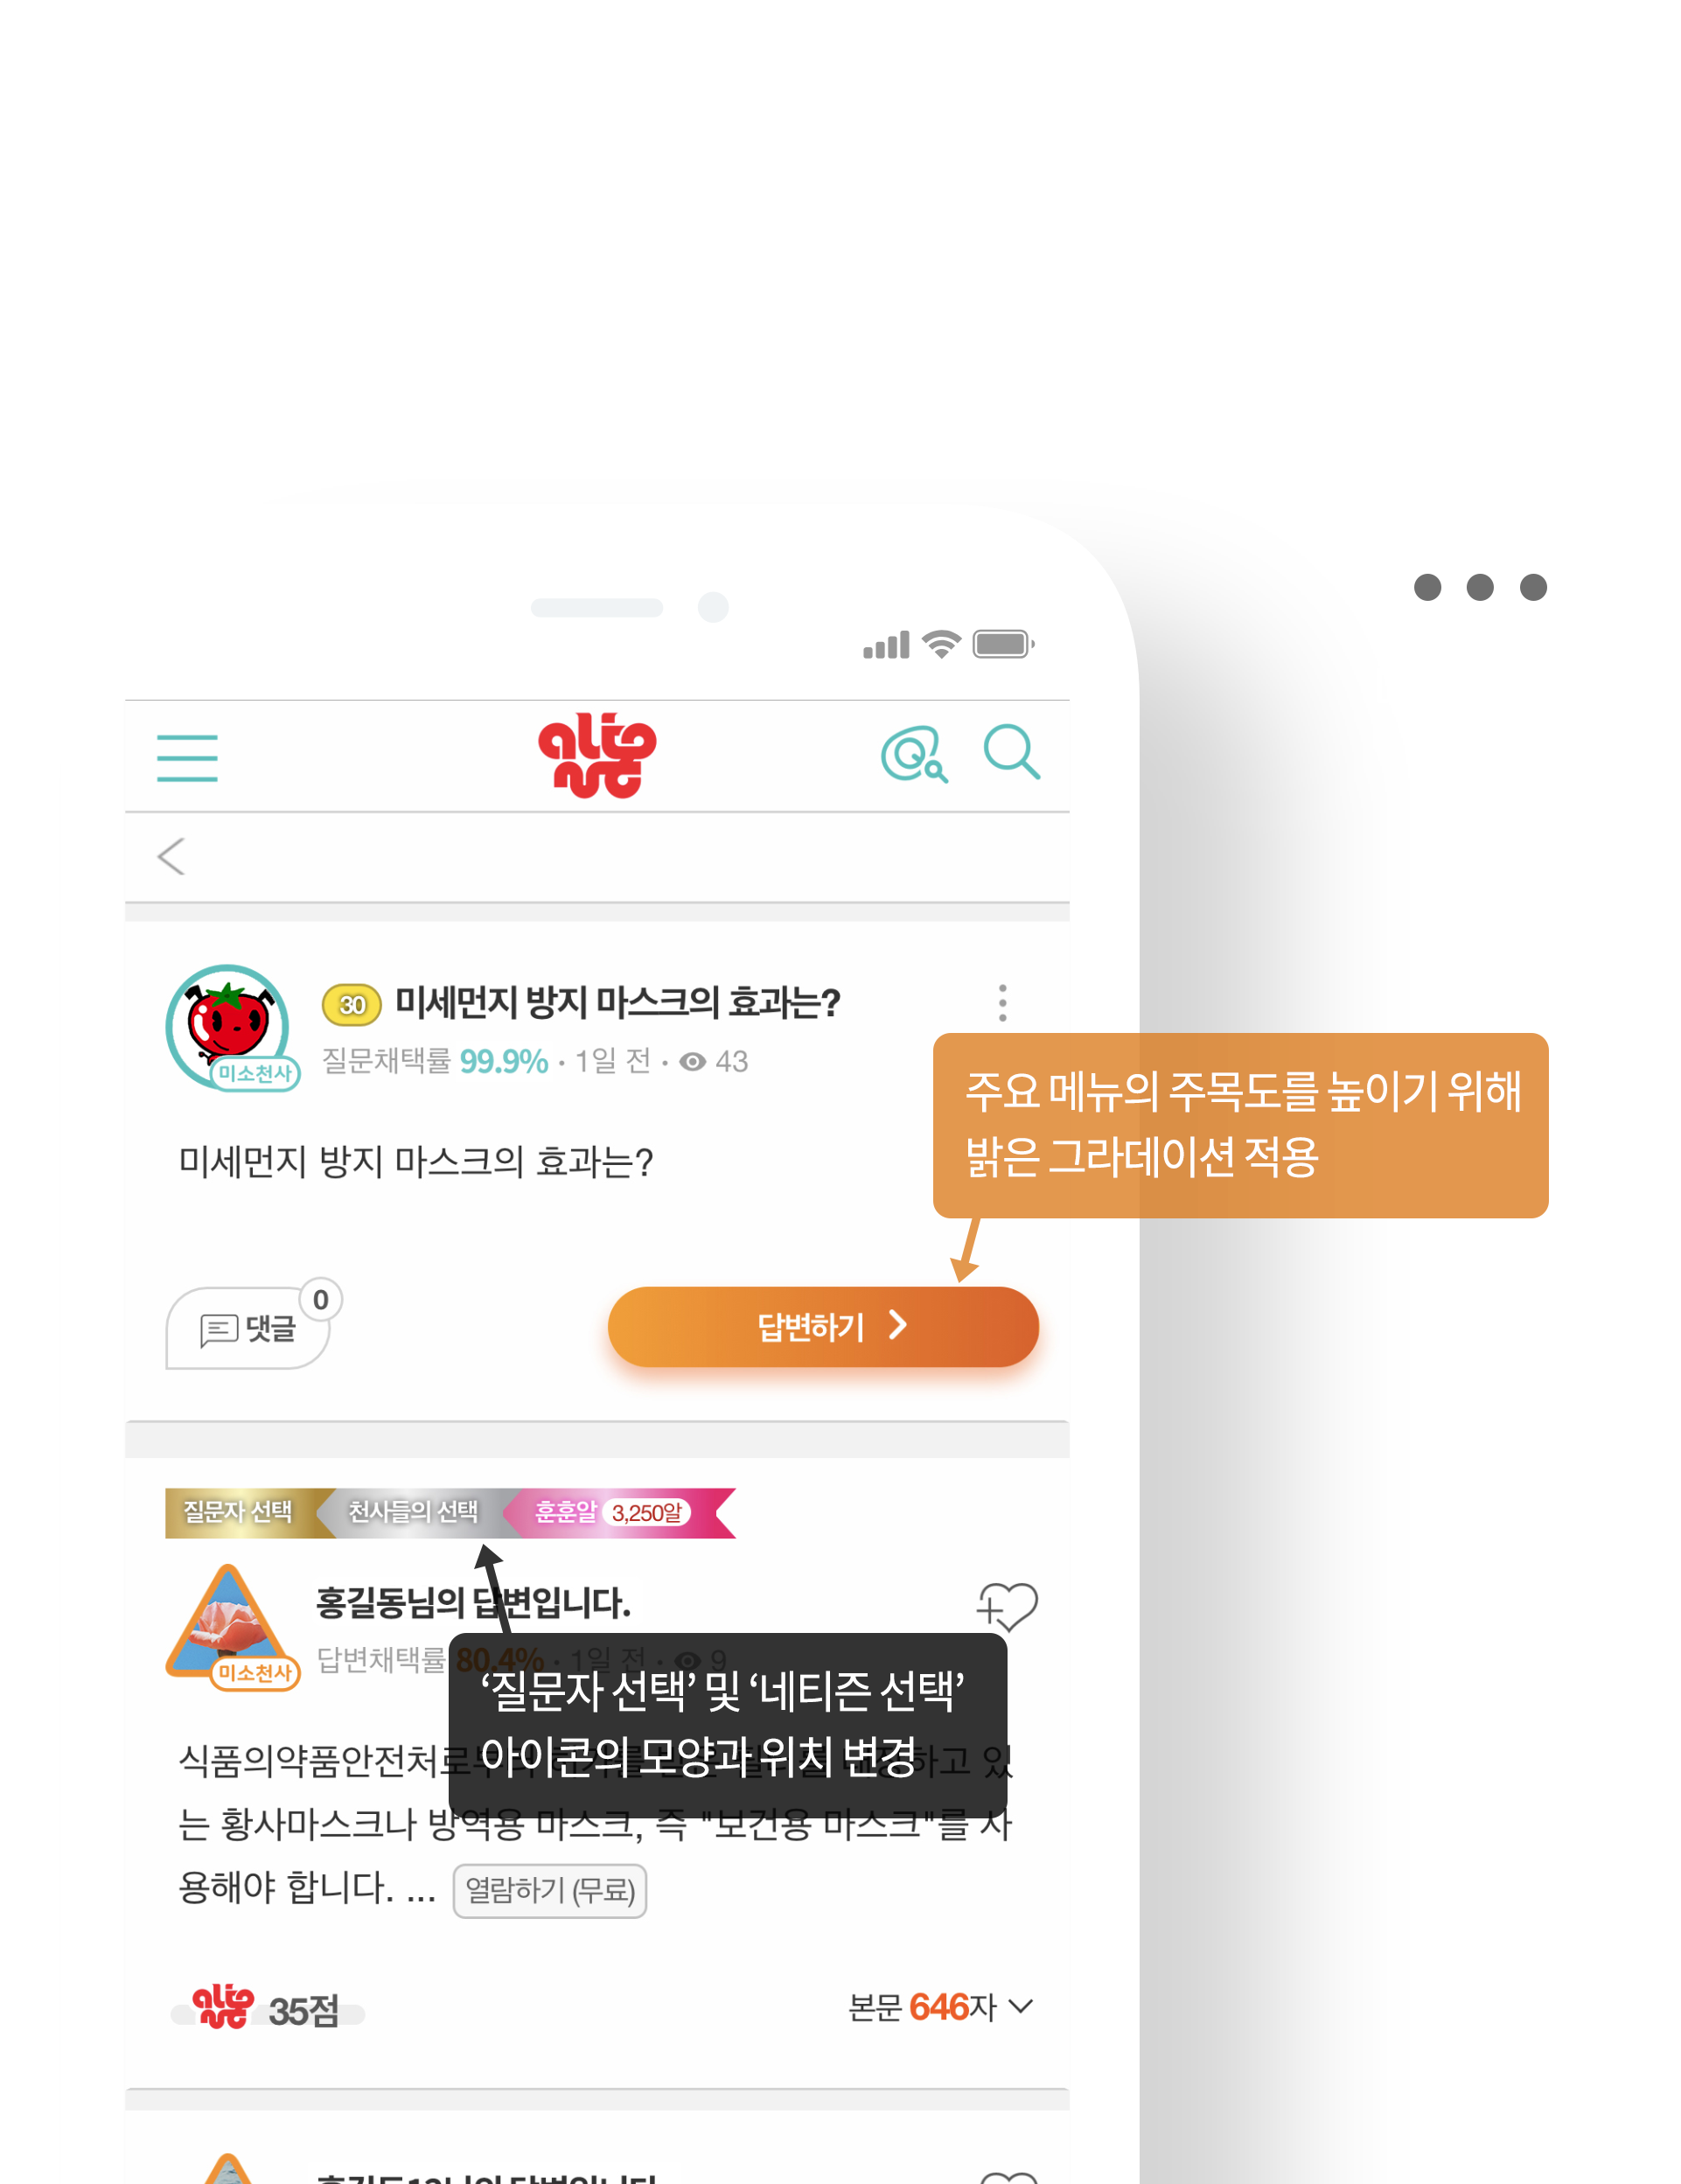 30 미세먼지 방지 마스크의 효과는?
미소천사
질문채택률 99.9% · 1일 전 · 43
주요 메뉴의 주목도를 높이기 위해
밝은 그라데이션 적용
미세먼지 방지 마스크의 효과는?
댓글 0
답변하기
질문자 선택 천사들의 선택 훈훈알 3,250알
홍길동님의 답변입니다.
미소천사
답변채택률 80.4% · 1일 전 · 9
‘질문자 선택’ 및 ‘네티즌 선택’
아이콘의 모양과 위치 변경
식품의약품안전처로 하고 있
는 황사마스크나 방역용 마스크, 즉 "보건용 마스크"를 사
용해야 합니다. ... 열람하기 (무료)
35점
본문 646자